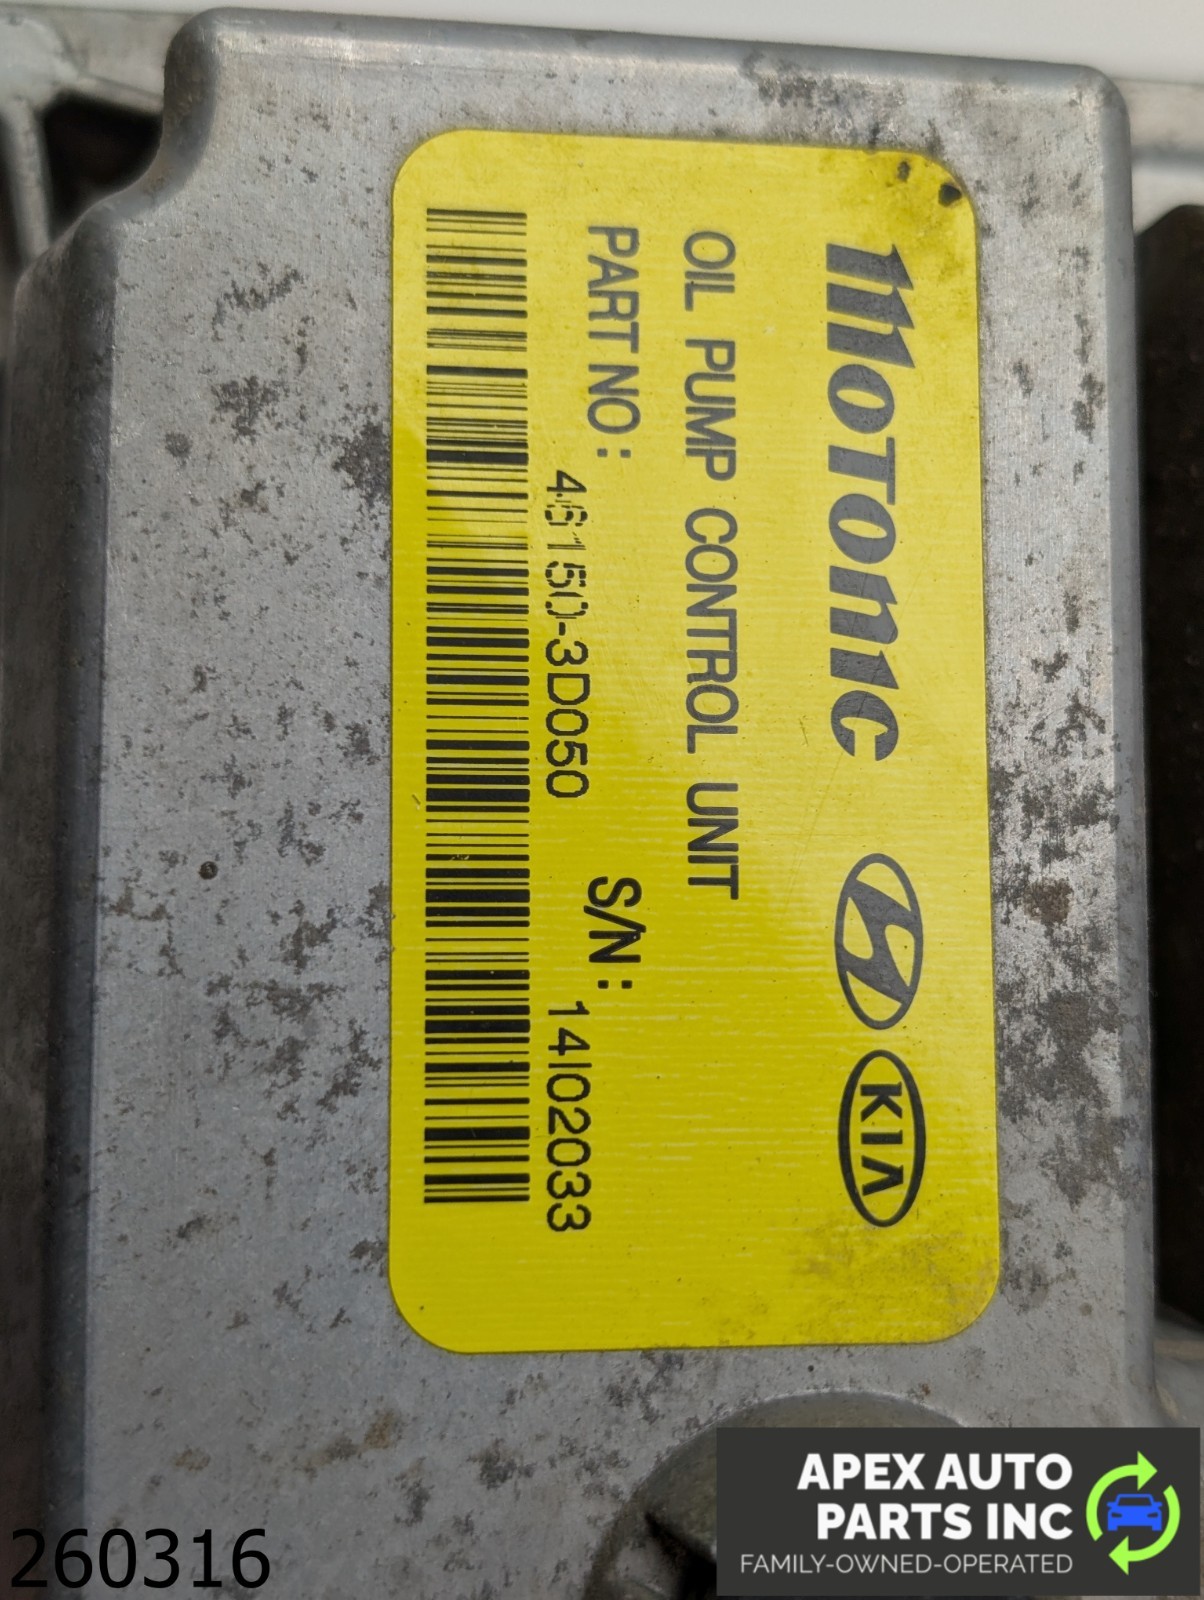 MOTONIC
KIA
OIL PUMP CONTROL UNIT
PART NO :
S/N :
46150-3D050
14I02033
260316
APEX AUTO
PARTS INC
FAMILY-OWNED-OPERATED